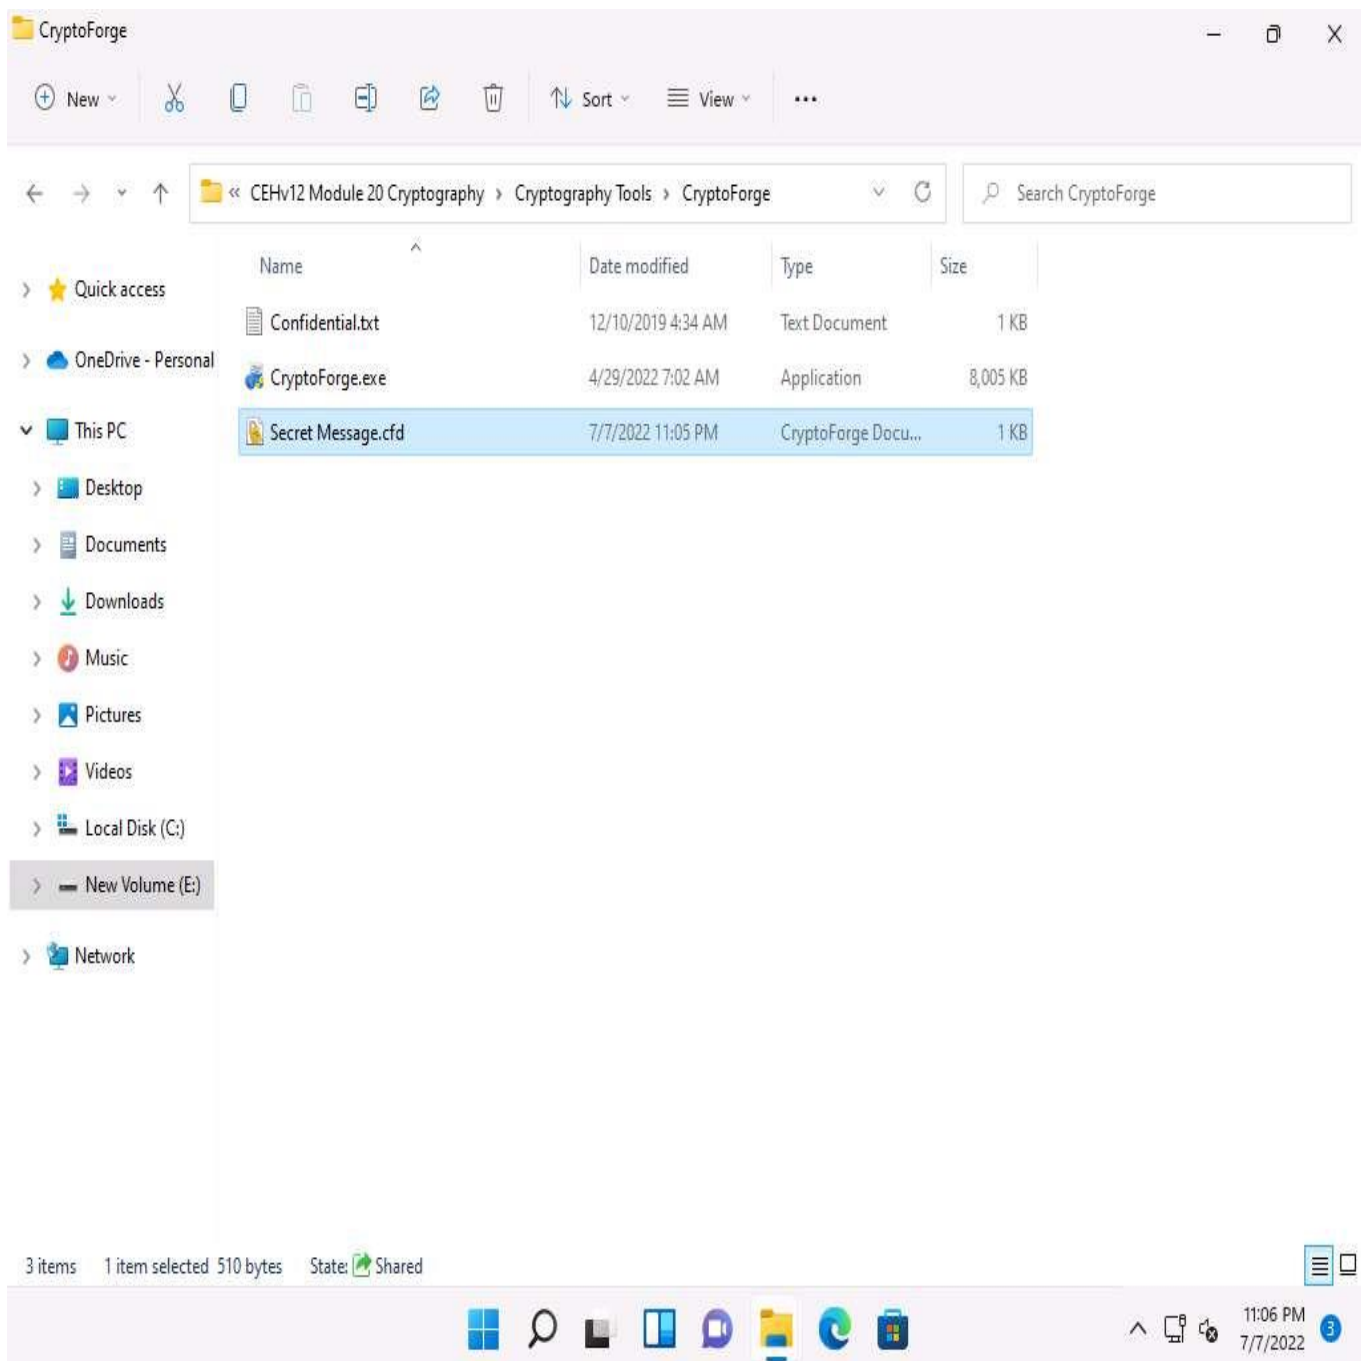 CryptoForge
New Sort View ...
« CEHv12 Module 20 Cryptography > Cryptography Tools > CryptoForge Search CryptoForge
Name Date modified Type Size
Quick access
Confidential.txt 12/10/2019 4:34 AM Text Document 1 KB
OneDrive - Personal
CryptoForge.exe 4/29/2022 7:02 AM Application 8,005 KB
This PC
Secret Message.cfd 7/7/2022 11:05 PM CryptoForge Docu... 1 KB
Desktop
Documents
Downloads
Music
Pictures
Videos
Local Disk (C:)
New Volume (E:)
Network
3 items 1 item selected 510 bytes State: Shared
11:06 PM
7/7/2022
3